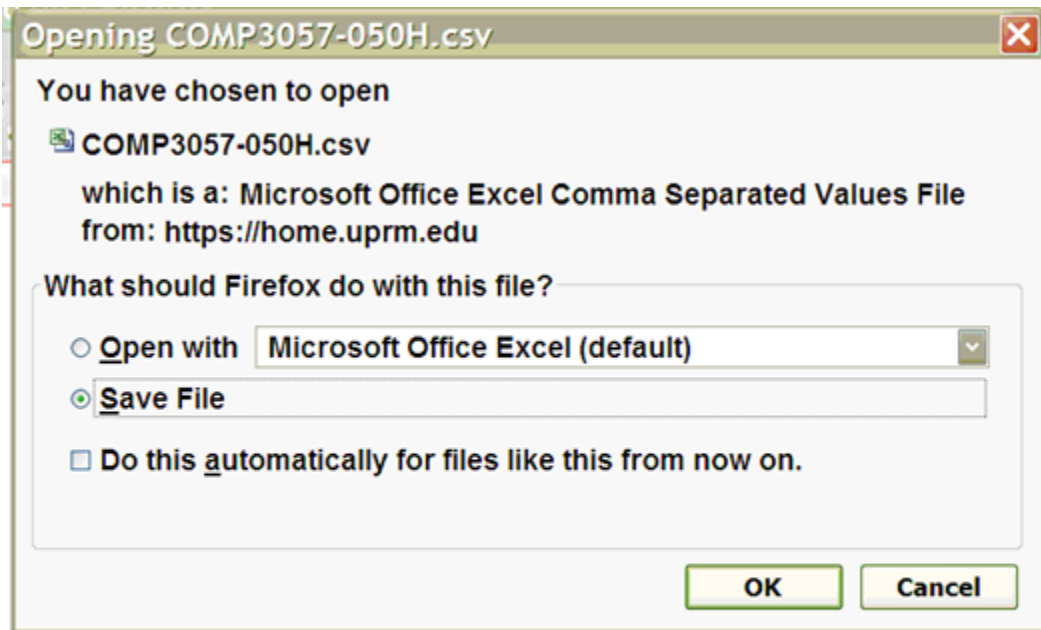 Opening COMP3057-050H.csv
You have chosen to open
COMP3057-050H.csv
which is a: Microsoft Office Excel Comma Separated Values File
from: https://home.uprm.edu
What should Firefox do with this file?
Open with Microsoft Office Excel (default)
Save File
Do this automatically for files like this from now on.
OK Cancel